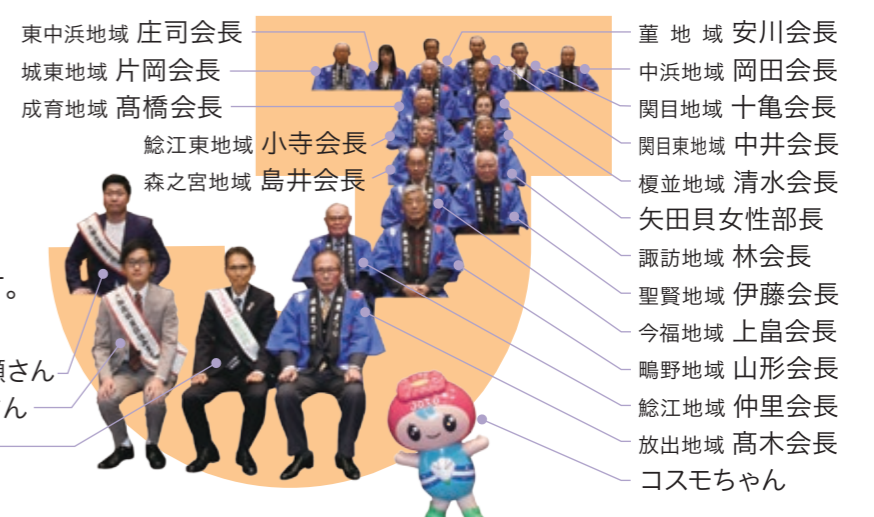 東中浜地域 庄司会長
城東地域 片岡会長
成育地域 髙橋会長
鯰江東地域 小寺会長
森之宮地域 島井会長
す。
瀬さん
さん
菫地域 安川会長
中浜地域 岡田会長
関目地域 十亀会長
関目東地域 中井会長
榎並地域 清水会長
矢田貝女性部長
諏訪地域 林会長
聖賢地域 伊藤会長
今福地域 上畠会長
鴫野地域 山形会長
鯰江地域 仲里会長
放出地域 髙木会長
コスモちゃん